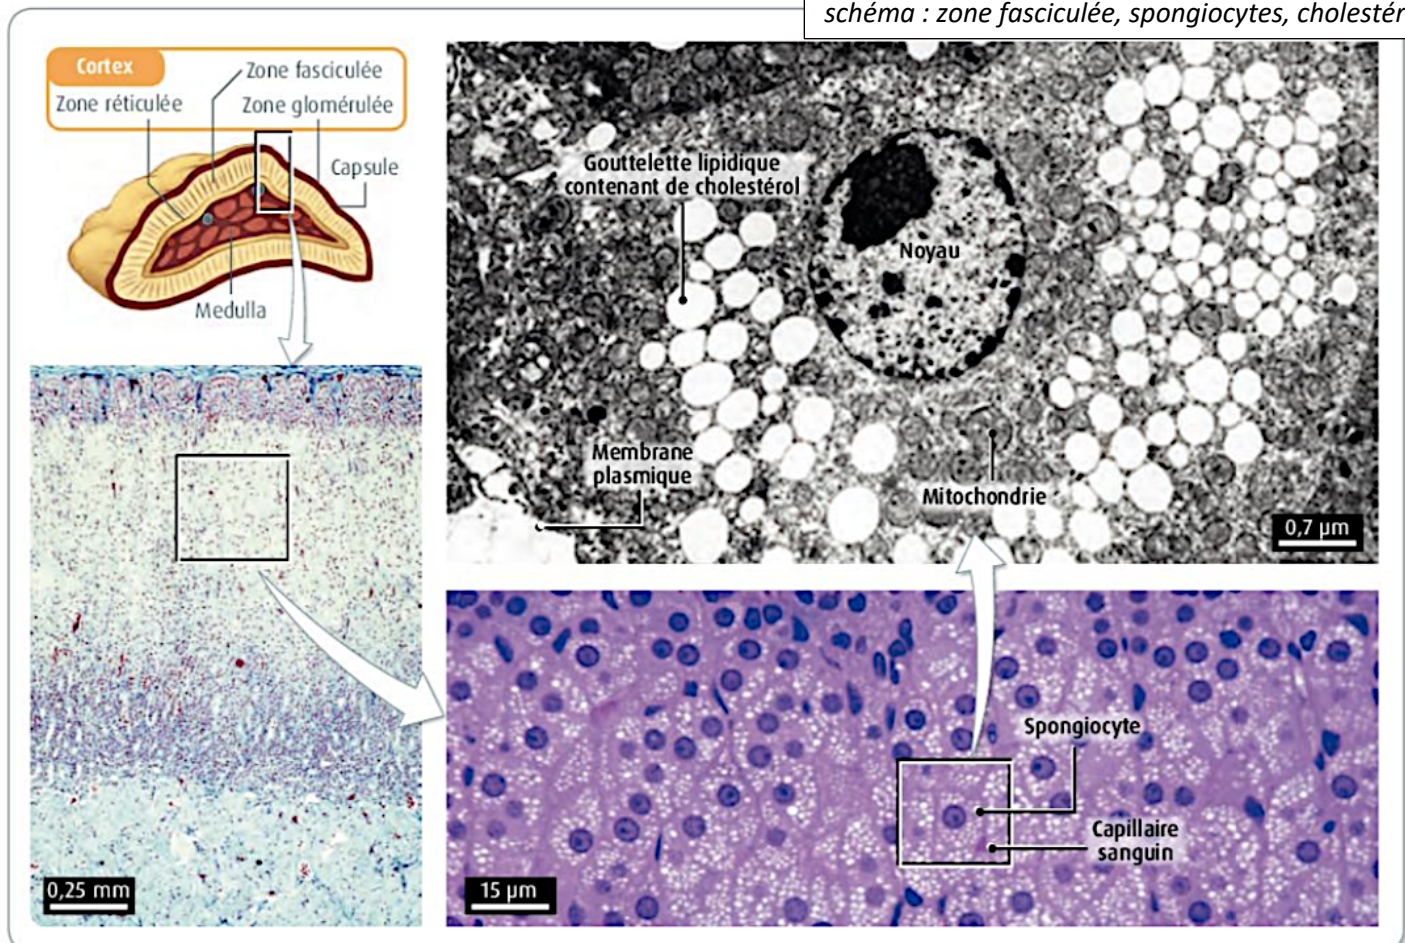 schéma : zone fasciculée, spongiocytes,
Cortex
Zone fasciculée
Zone réticulée
Zone glomérulée
Capsule
Medulla
Gouttelette lipidique
contenant de cholestérol
Noyau
Membrane
plasmique
Mitochondrie
0,7 µm
0,25 mm
Spongiocyte
Capillaire
sanguin
15 µm